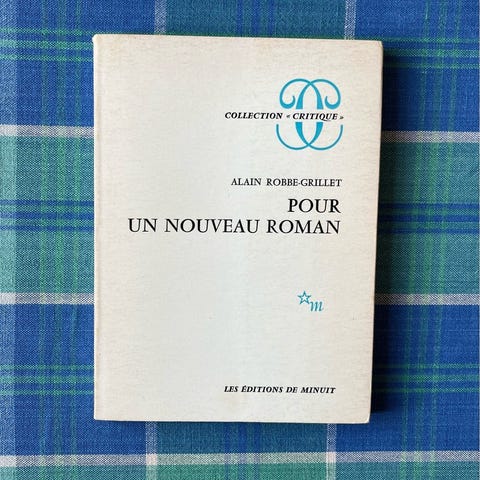 COLLECTION « CRITIQUE »
ALAIN ROBBE-GRILLET
POUR
UN NOUVEAU ROMAN
m
LES ÉDITIONS DE MINUIT